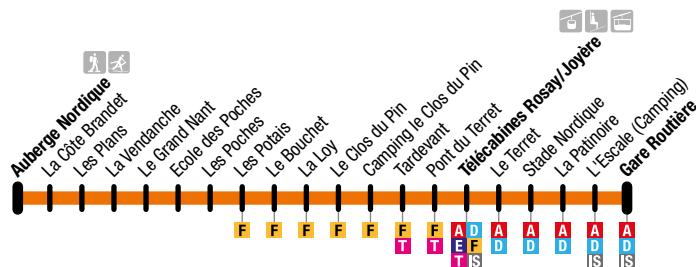 Auberge Nordique
La Côte Brandet
Les Plans
La Vendanche
Le Grand Nant
Ecole des Poches
Les Poches
Les Potais
Le Bouchet
La Loy
Le Clos du Pin
Camping le Clos du Pin
Tardevant
Pont du Terret
Télécabines Rosay/Joyère
Le Terret
Stade Nordique
La Patinoire
L'Escale (Camping)
Gare Routière
F F F F F F F A D A A A A A
T T E F D D D D D
T IS IS IS